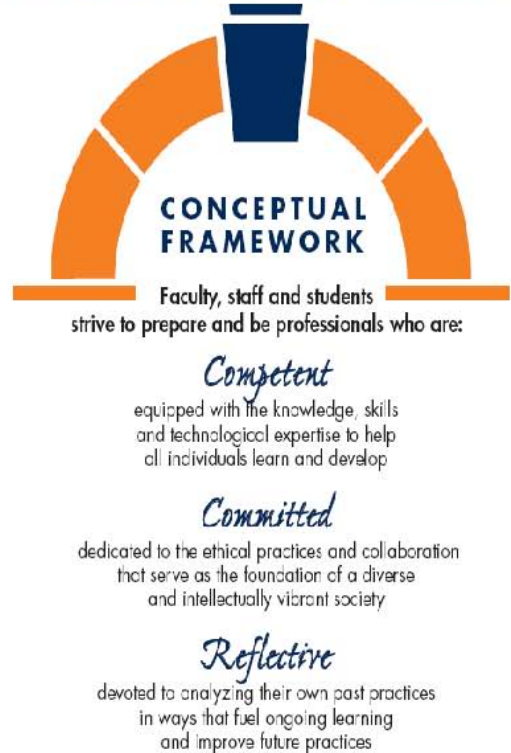 CONCEPTUAL
FRAMEWORK
Faculty, staff and students
strive to prepare and be professionals who are:
Competent
equipped with the knowledge, skills
and technological expertise to help
all individuals learn and develop
Committed
dedicated to the ethical practices and collaboration
that serve as the foundation of a diverse
and intellectually vibrant society
Reflective
devoted to analyzing their own past practices
in ways that fuel ongoing learning
and improve future practices